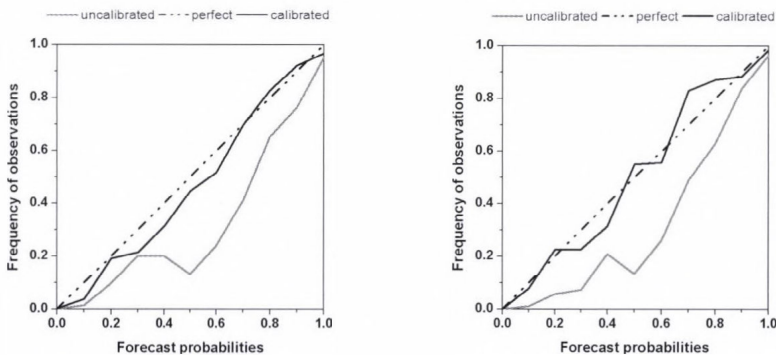 uncalibrated perfect calibrated
1.0
0.8
0.6
0.4
0.2
0.0
Frequency of observations
0.0 0.2 0.4 0.6 0.8 1.0
Forecast probabilities
uncalibrated perfect calibrated
1.0
0.8
0.6
0.4
0.2
0.0
Frequency of observations
0.0 0.2 0.4 0.6 0.8 1.0
Forecast probabilities